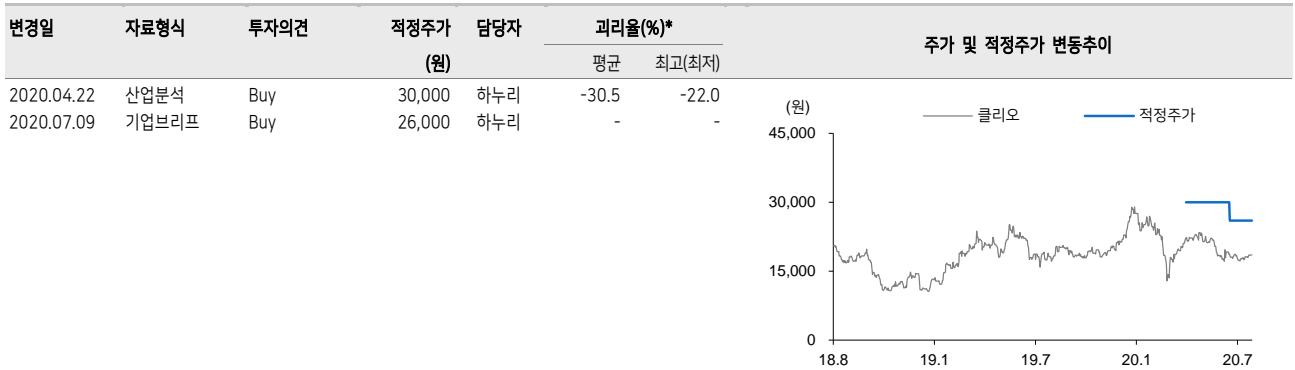 변경일 자료형식 투자의견 적정주가 담당자 괴리율(%)* 주가 및 적정주가 변동추이
(원) 평균 최고(최저)
2020.04.22 산업분석 Buy 30,000 하누리 -30.5 -22.0
2020.07.09 기업브리프 Buy 26,000 하누리 - -
(원) 클리오 적정주가
45,000
30,000
15,000
0
18.8 19.1 19.7 20.1 20.7